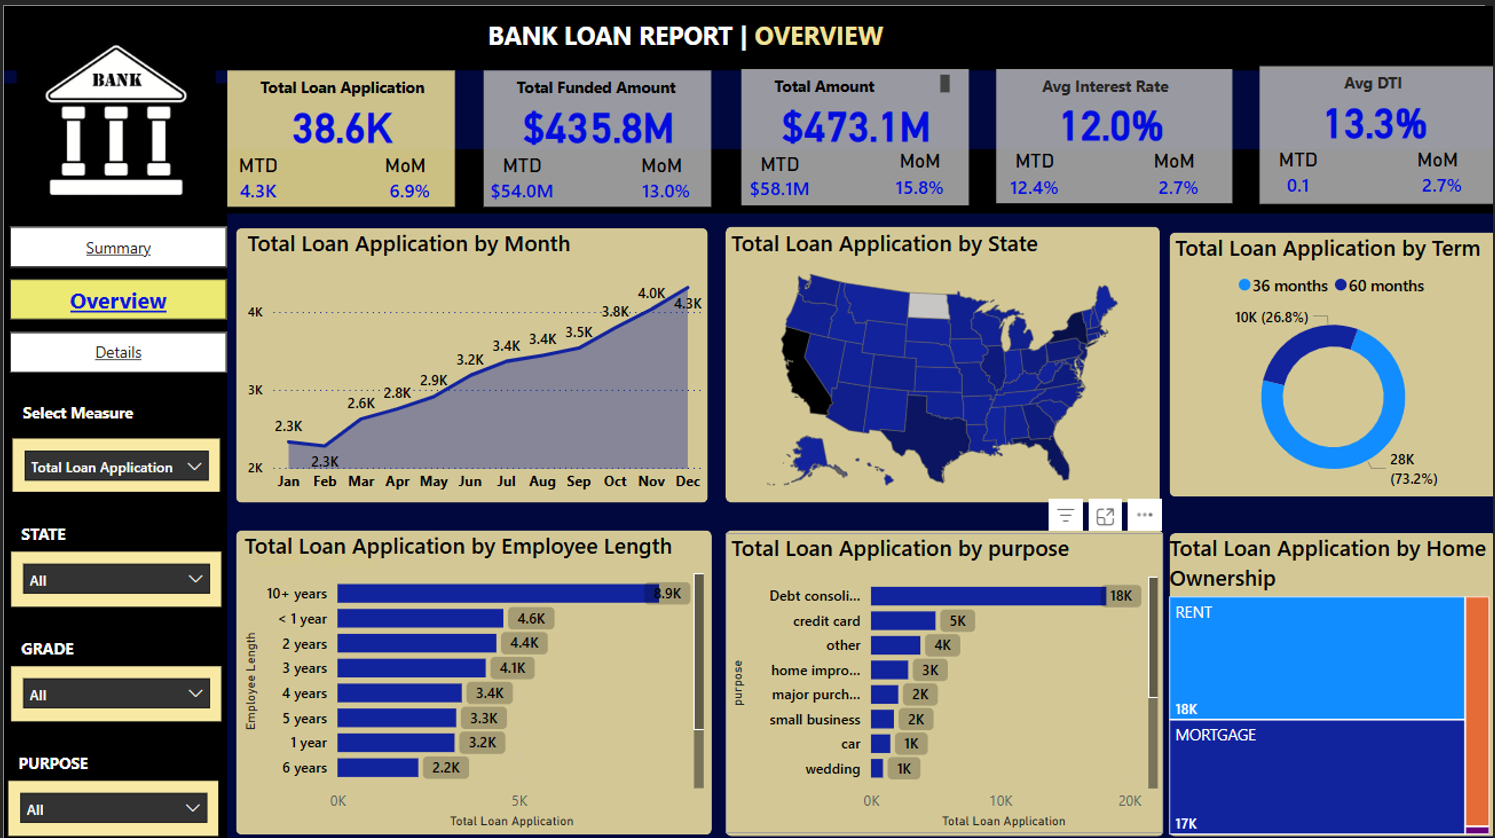 BANK LOAN REPORT | OVERVIEW
BANK
Total Loan Application
38.6K
MTD MoM
4.3K 6.9%
Total Funded Amount
$435.8M
MTD MoM
$54.0M 13.0%
Total Amount
$473.1M
MTD MoM
$58.1M 15.8%
Avg Interest Rate
12.0%
MTD MoM
12.4% 2.7%
Avg DTI
13.3%
MTD MoM
0.1 2.7%
Summary
Overview
Details
Select Measure
Total Loan Application
STATE
All
GRADE
All
PURPOSE
All
Total Loan Application by Month
4K
3K
2K
2.3K
2.3K
2.6K
2.8K
2.9K
3.2K
3.4K
3.4K
3.5K
3.8K
4.0K
4.3K
Jan Feb Mar Apr May Jun Jul Aug Sep Oct Nov Dec
Total Loan Application by State
Total Loan Application by Term
36 months 60 months
10K (26.8%)
28K
(73.2%)
Total Loan Application by Employee Length
Employee Length
10+ years 8.9K
< 1 year 4.6K
2 years 4.4K
3 years 4.1K
4 years 3.4K
5 years 3.3K
1 year 3.2K
6 years 2.2K
0K 5K
Total Loan Application
Total Loan Application by purpose
purpose
Debt consoli... 18K
credit card 5K
other 4K
home impro... 3K
major purch... 2K
small business 2K
car 1K
wedding 1K
0K 10K 20K
Total Loan Application
Total Loan Application by Home
Ownership
RENT
18K
MORTGAGE
17K